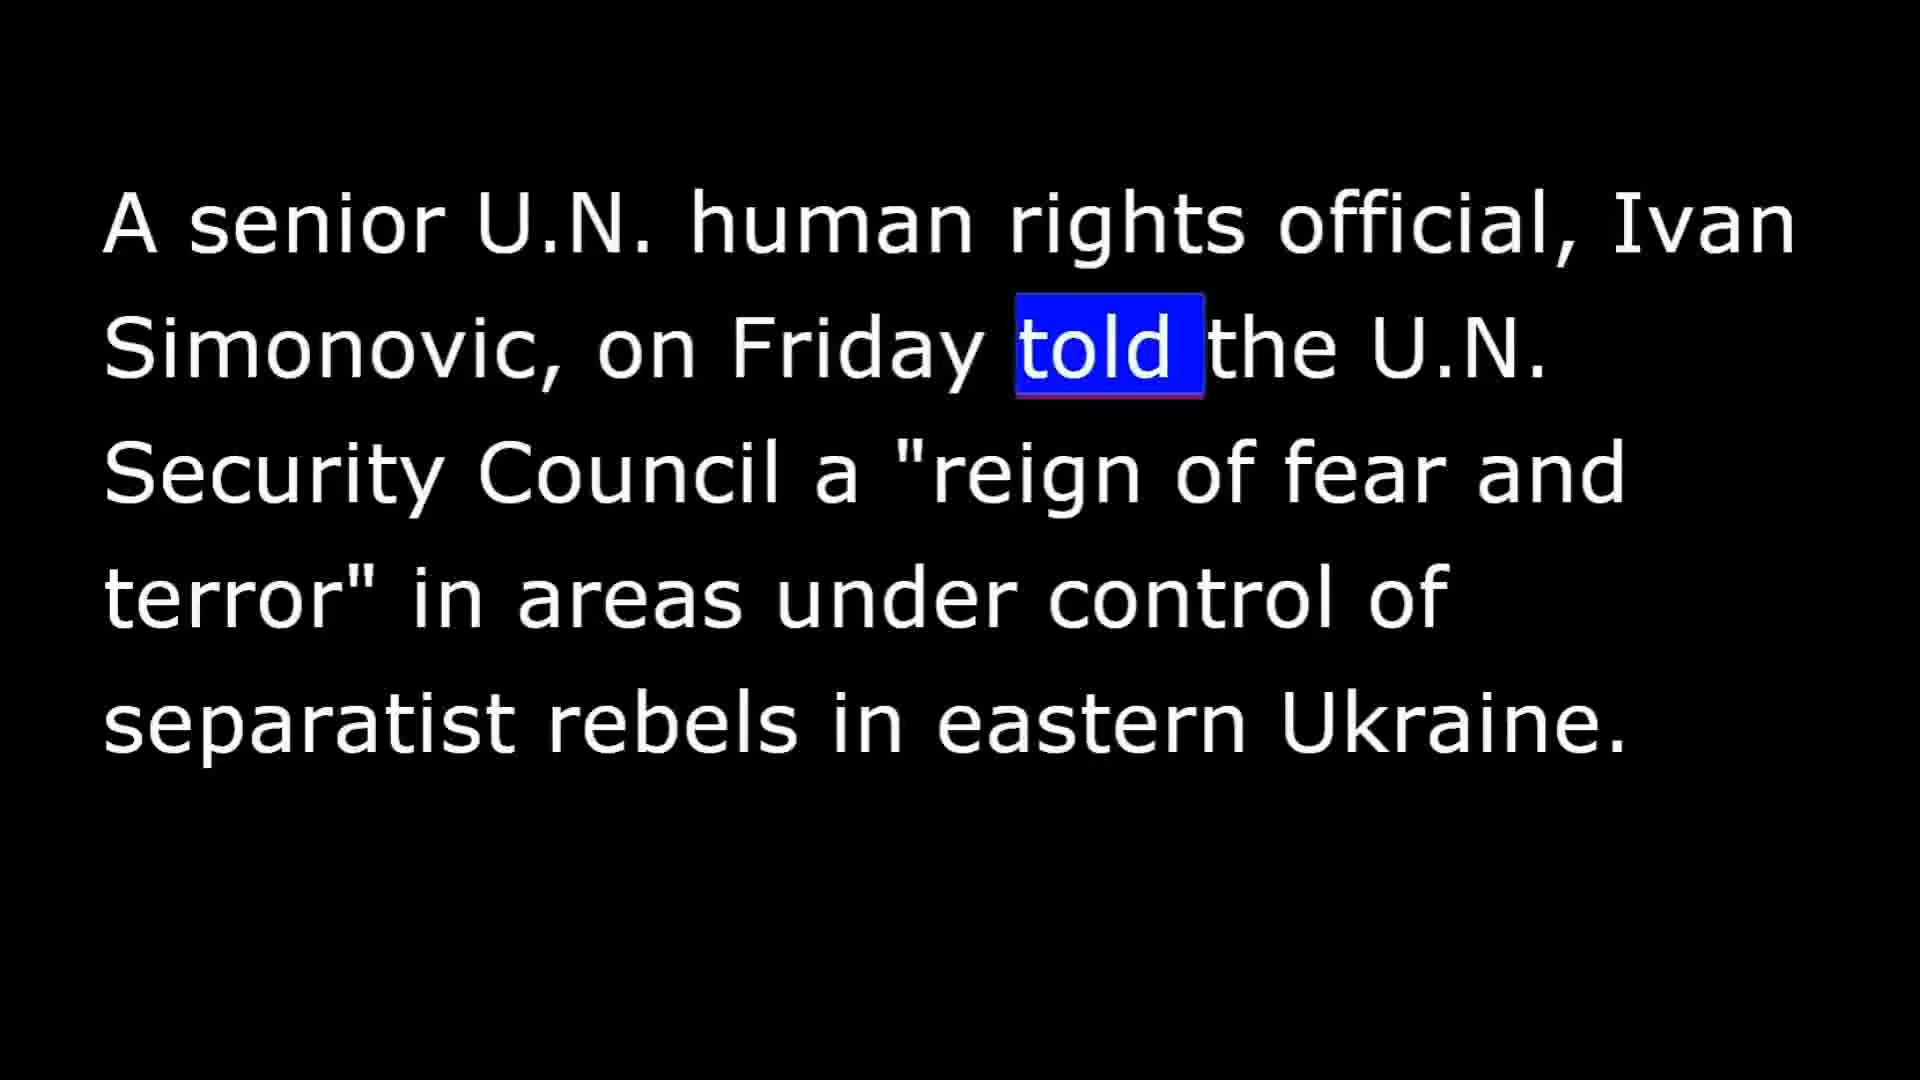 A senior U.N. human rights official, Ivan
Simonovic, on Friday told the U.N.
Security Council a "reign of fear and
terror" in areas under control of
separatist rebels in eastern Ukraine.